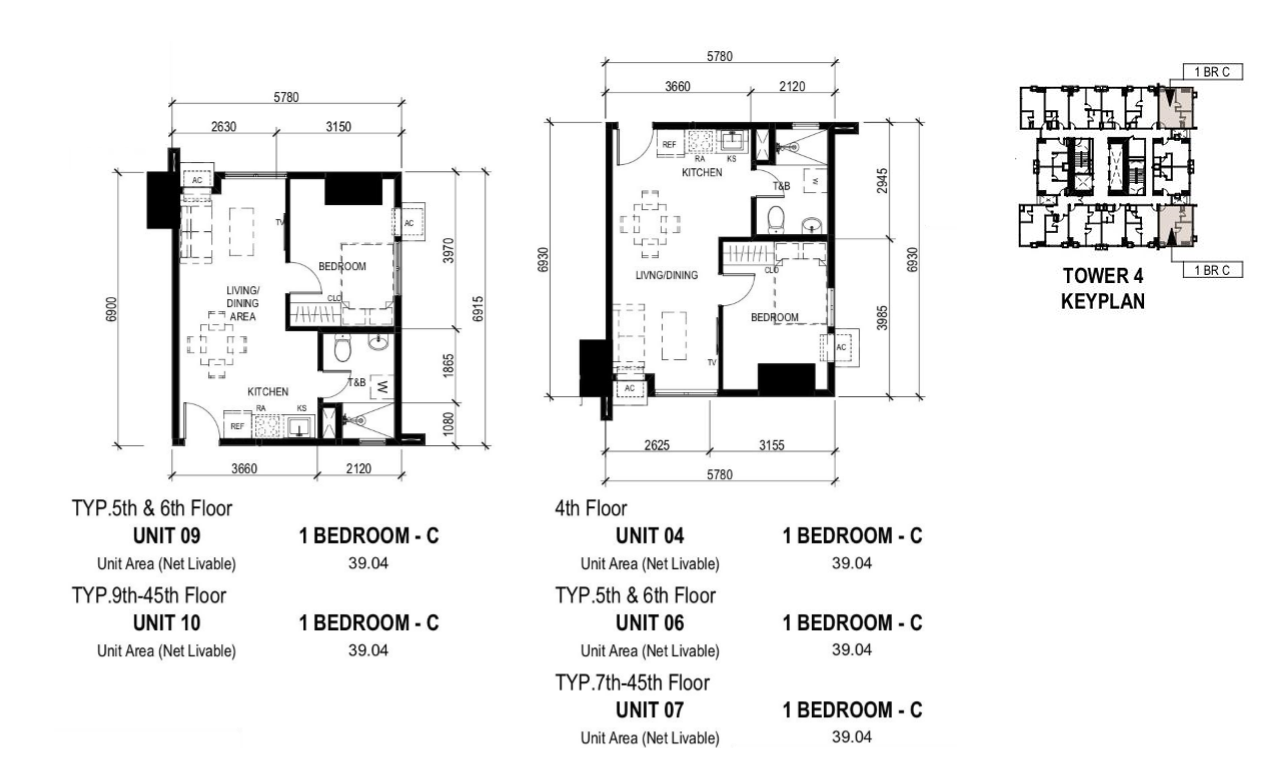 5780
2630 3150
AC
TV
AC
BEDROOM
CLO
LIVING/
DINING
AREA
T&B
W
KITCHEN
RA KS
REF
6900
3970
1865
1080
6915
3660 2120
5780
3660 2120
REF
RA KS
KITCHEN
T&B
W
LIVNG/DINING
CLO
BEDROOM
TV
AC
AC
6930
2945
3985
6930
2625 3155
5780
1 BR C
1 BR C
TOWER 4
KEYPLAN
TYP.5th & 6th Floor
UNIT 09 1 BEDROOM - C
Unit Area (Net Livable) 39.04
TYP.9th-45th Floor
UNIT 10 1 BEDROOM - C
Unit Area (Net Livable) 39.04
4th Floor
UNIT 04 1 BEDROOM - C
Unit Area (Net Livable) 39.04
TYP.5th & 6th Floor
UNIT 06 1 BEDROOM - C
Unit Area (Net Livable) 39.04
TYP.7th-45th Floor
UNIT 07 1 BEDROOM - C
Unit Area (Net Livable) 39.04